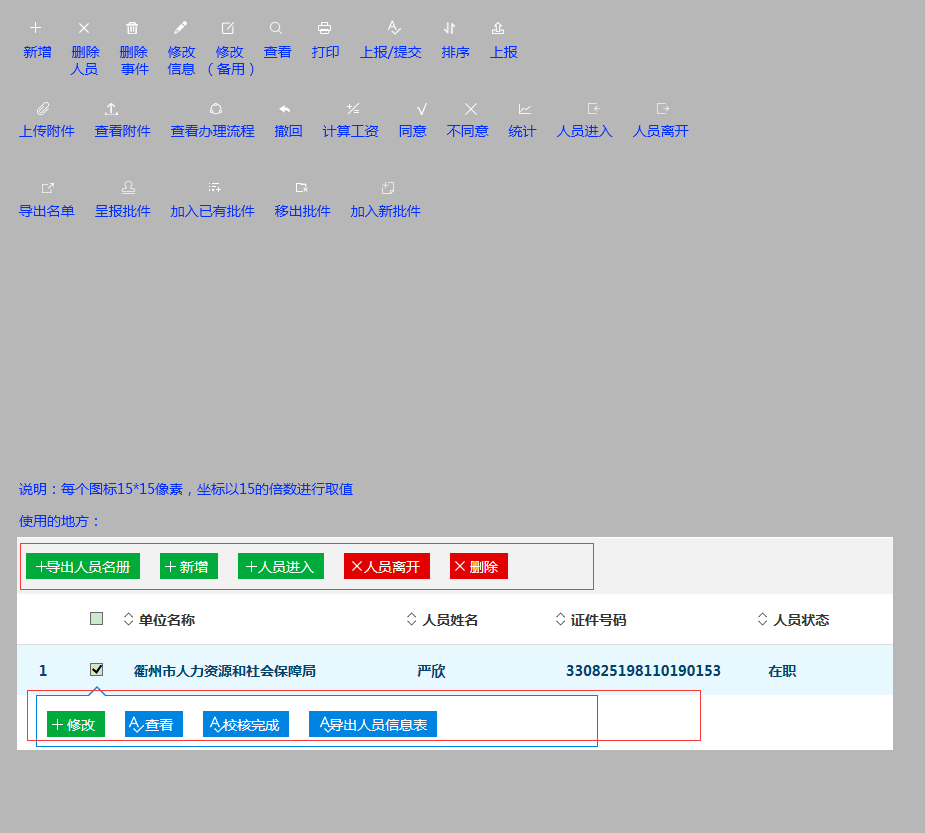 新增 删除 删除 修改 修改 查看 打印 上报/提交 排序 上报
人员 事件 信息 （备用）
上传附件 查看附件 查看办理流程 撤回 计算工资 同意 不同意 统计 人员进入 人员离开
导出名单 呈报批件 加入已有批件 移出批件 加入新批件
说明：每个图标15*15像素，坐标以15的倍数进行取值
使用的地方：
导出人员名册 新增 人员进入 人员离开 删除
单位名称 人员姓名 证件号码 人员状态
1 衢州市人力资源和社会保障局 严欣 330825198110190153 在职
修改 查看 校核完成 导出人员信息表